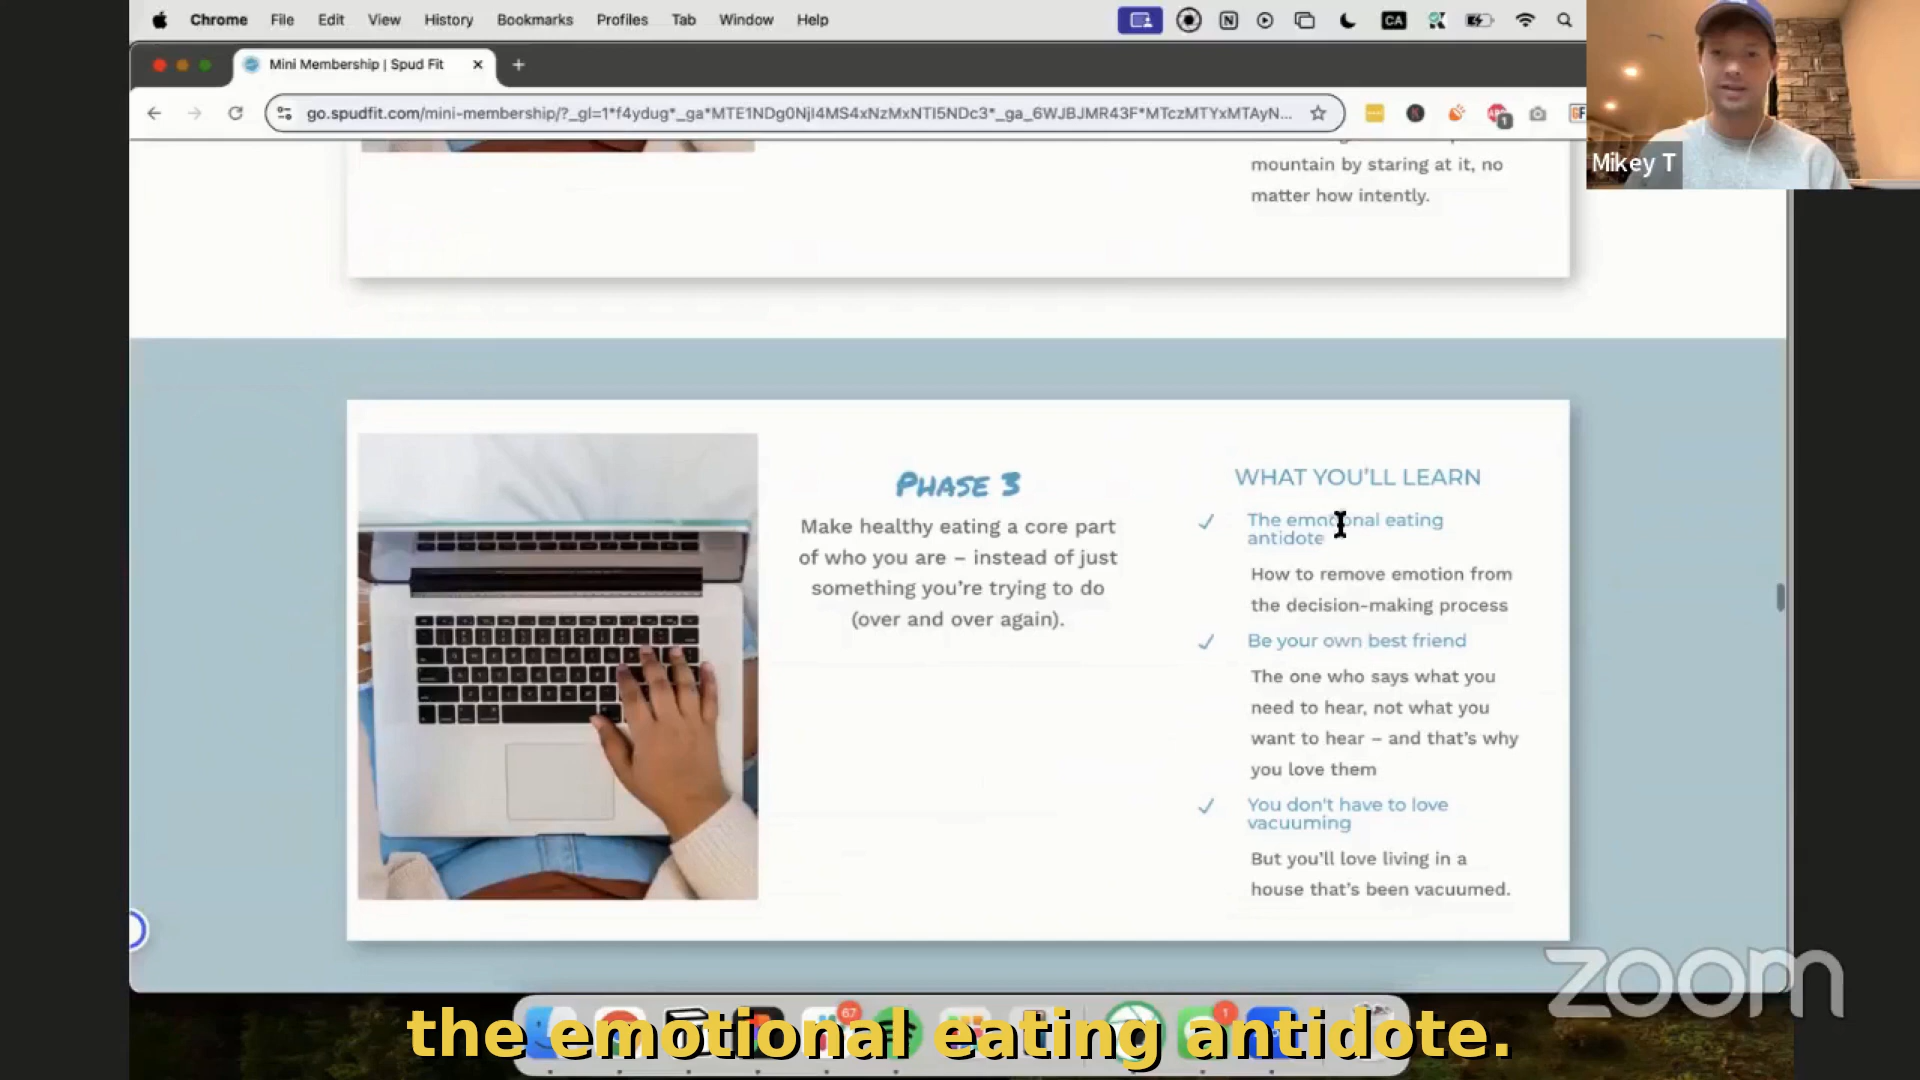 Chrome File Edit View History Bookmarks Profiles Tab Window Help
CA
Mini Membership | Spud Fit
go.spudfit.com/mini-membership/?_gl=1*f4ydug*_ga*MTE1NDg0NjI4MS4xNzMxNTI5NDc3*_ga_6WJBJMR43F*MTczMTYxMTAyN...
1
Mikey T
mountain by staring at it, no
matter how intently.
PHASE 3
Make healthy eating a core part
of who you are – instead of just
something you're trying to do
(over and over again).
WHAT YOU'LL LEARN
The emotional eating
antidote
How to remove emotion from
the decision-making process
Be your own best friend
The one who says what you
need to hear, not what you
want to hear – and that's why
you love them
You don't have to love
vacuuming
But you'll love living in a
house that's been vacuumed.
zoom
67
1
the emotional eating antidote.